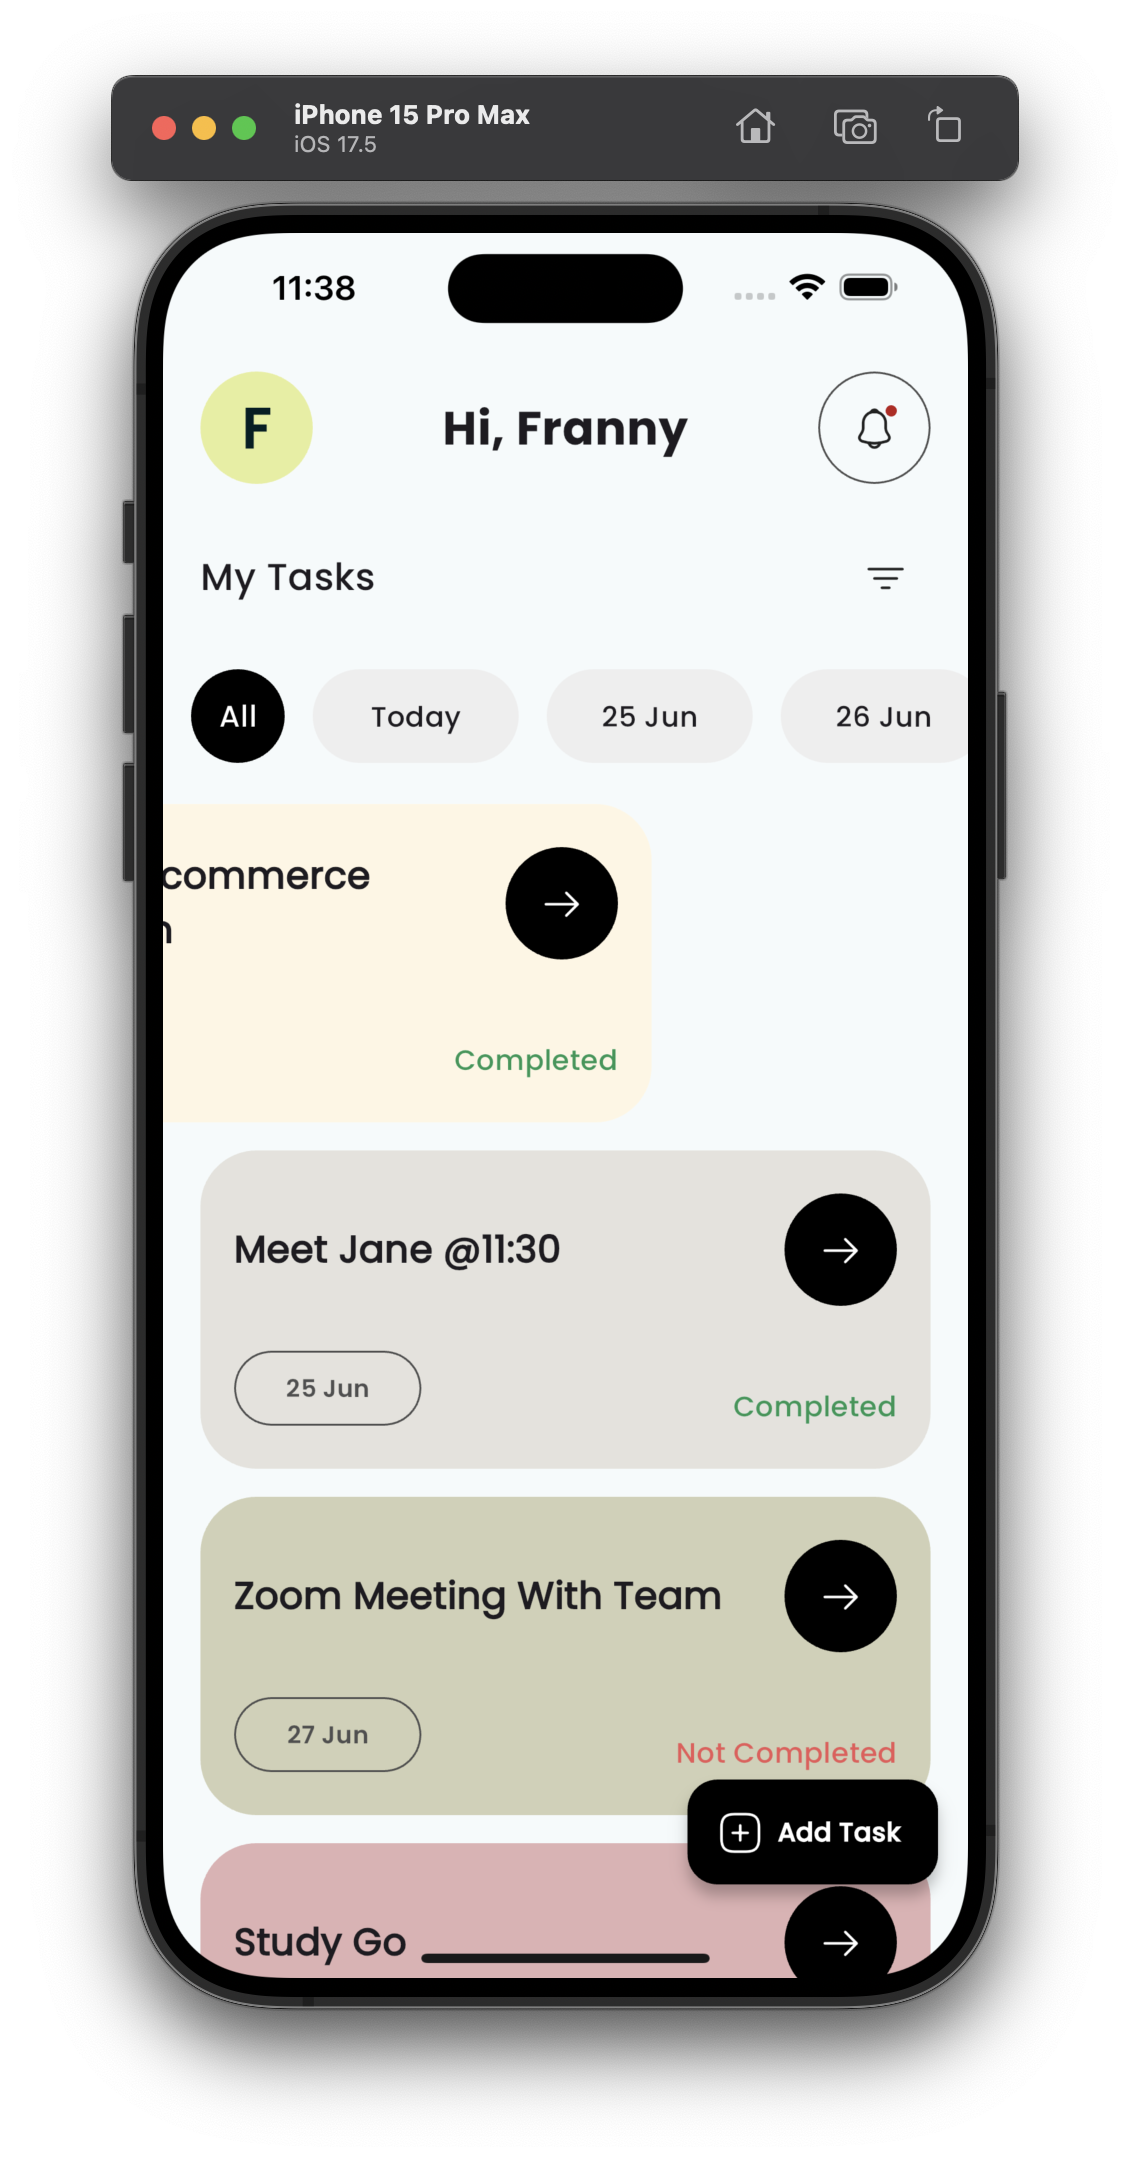 iPhone 15 Pro Max
iOS 17.5
11:38
F
Hi, Franny
My Tasks
All
Today
25 Jun
26 Jun
commerce
Completed
Meet Jane @11:30
25 Jun
Completed
Zoom Meeting With Team
27 Jun
Not Completed
Add Task
Study Go